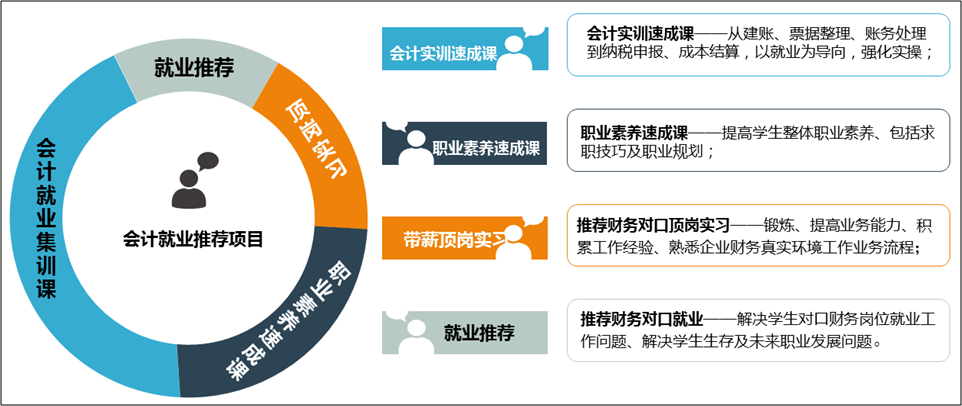 就业推荐
顶岗实习
会计就业集训课
会计就业推荐项目
职业素养速成课
会计实训速成课
会计实训速成课——从建账、票据整理、账务处理
到纳税申报、成本结算，以就业为导向，强化实操；
职业素养速成课
职业素养速成课——提高学生整体职业素养、包括求
职技巧及职业规划；
带薪顶岗实习
推荐财务对口顶岗实习——锻炼、提高业务能力、积
累工作经验、熟悉企业财务真实环境工作业务流程；
就业推荐
推荐财务对口就业——解决学生对口财务岗位就业工
作问题、解决学生生存及未来职业发展问题。